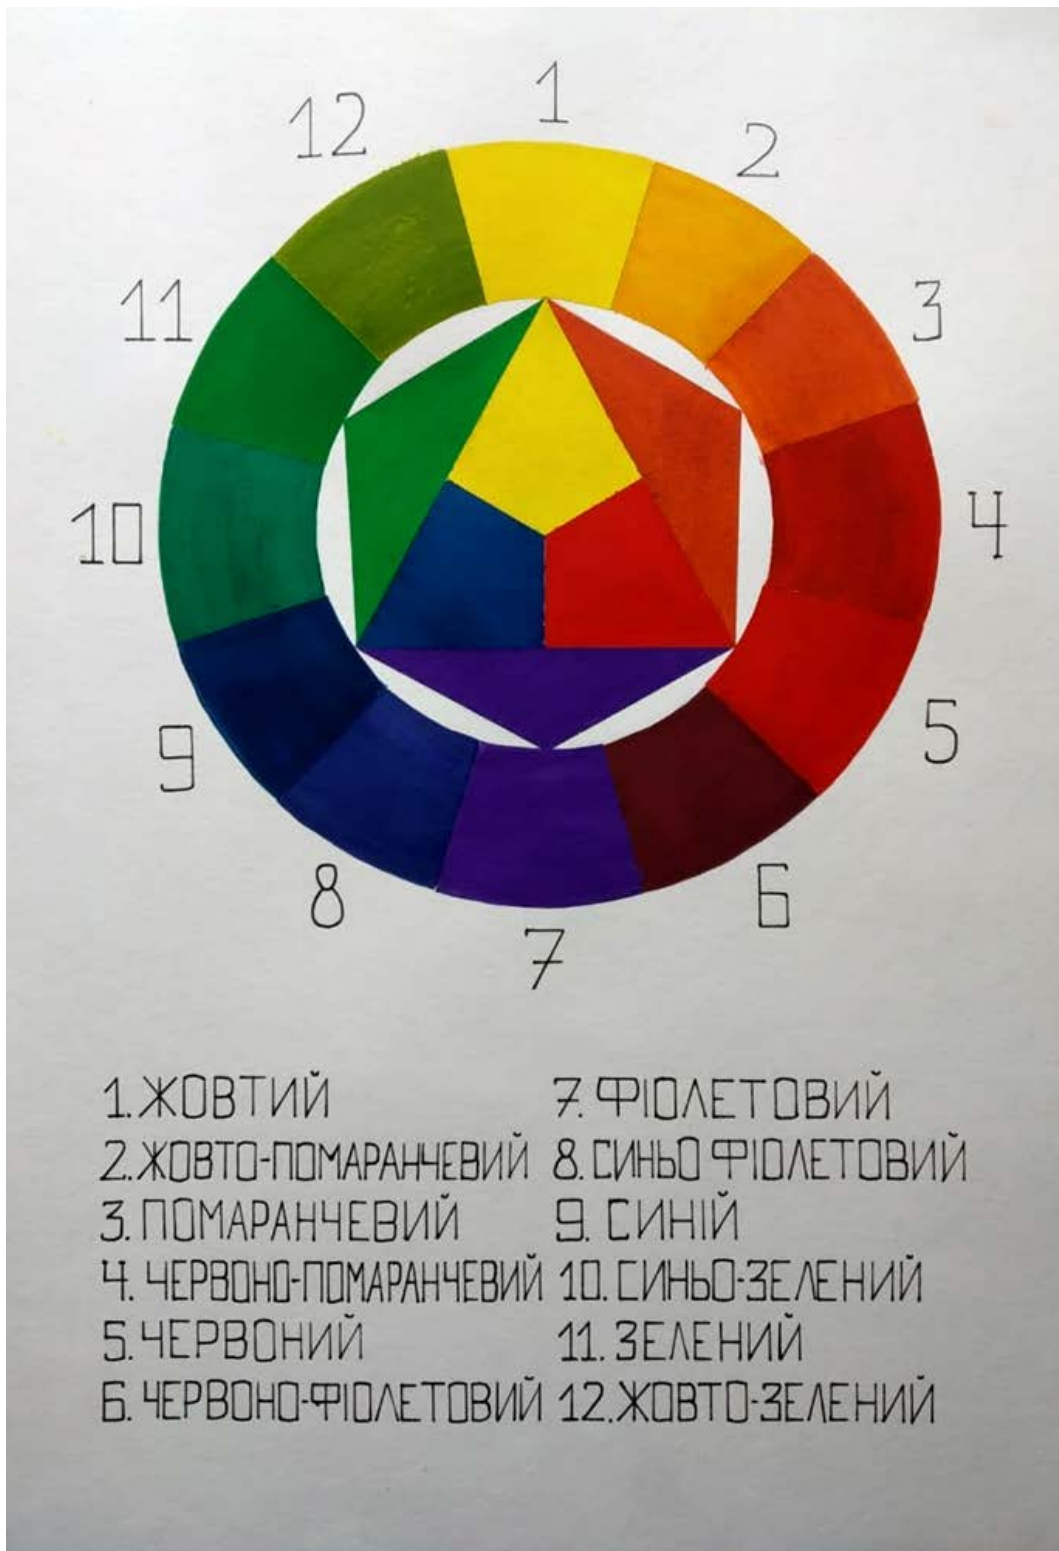 1
2
3
4
5
6
7
8
9
10
11
12
1. ЖОВТИЙ
2. ЖОВТО-ПОМАРАНЧЕВИЙ
3. ПОМАРАНЧЕВИЙ
4. ЧЕРВОНО-ПОМАРАНЧЕВИЙ
5. ЧЕРВОНИЙ
6. ЧЕРВОНО-ФІОЛЕТОВИЙ
7. ФІОЛЕТОВИЙ
8. СИНЬО ФІОЛЕТОВИЙ
9. СИНІЙ
10. СИНЬО-ЗЕЛЕНИЙ
11. ЗЕЛЕНИЙ
12. ЖОВТО-ЗЕЛЕНИЙ